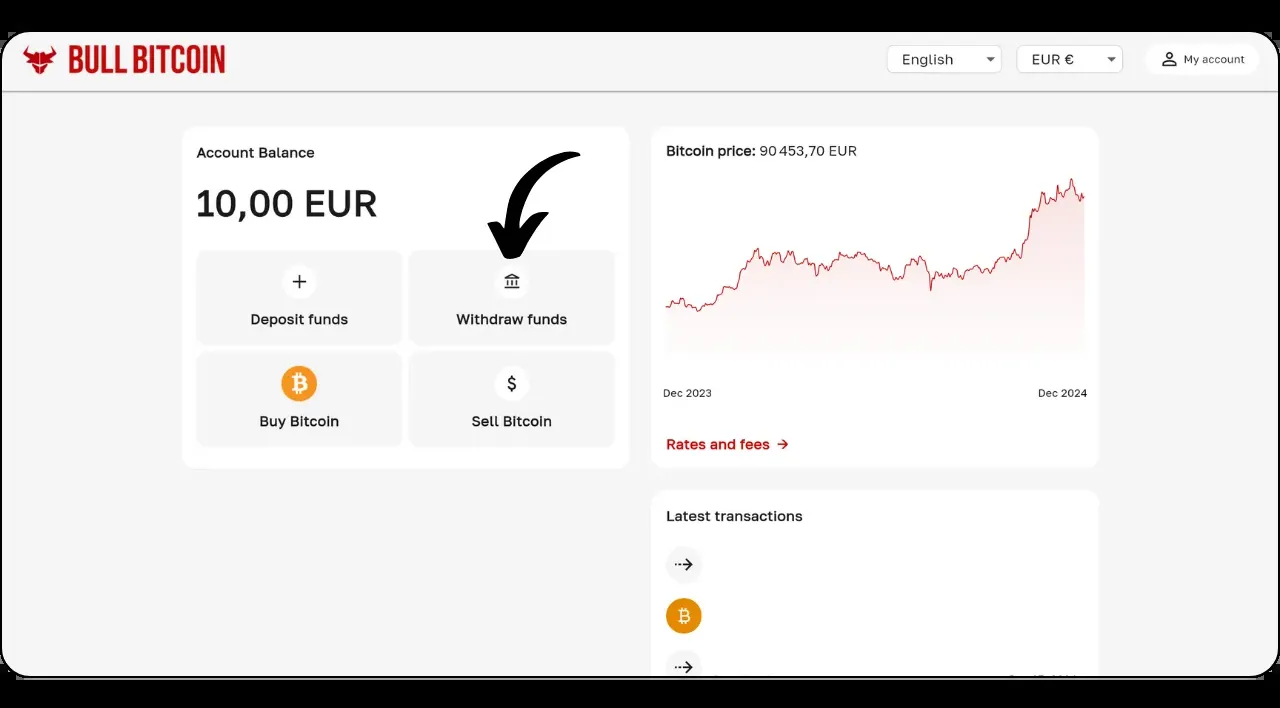 BULL BITCOIN
English
EUR €
My account
Account Balance
10,00 EUR
Deposit funds
Withdraw funds
Buy Bitcoin
$
Sell Bitcoin
Bitcoin price: 90 453,70 EUR
Dec 2023
Dec 2024
Rates and fees →
Latest transactions